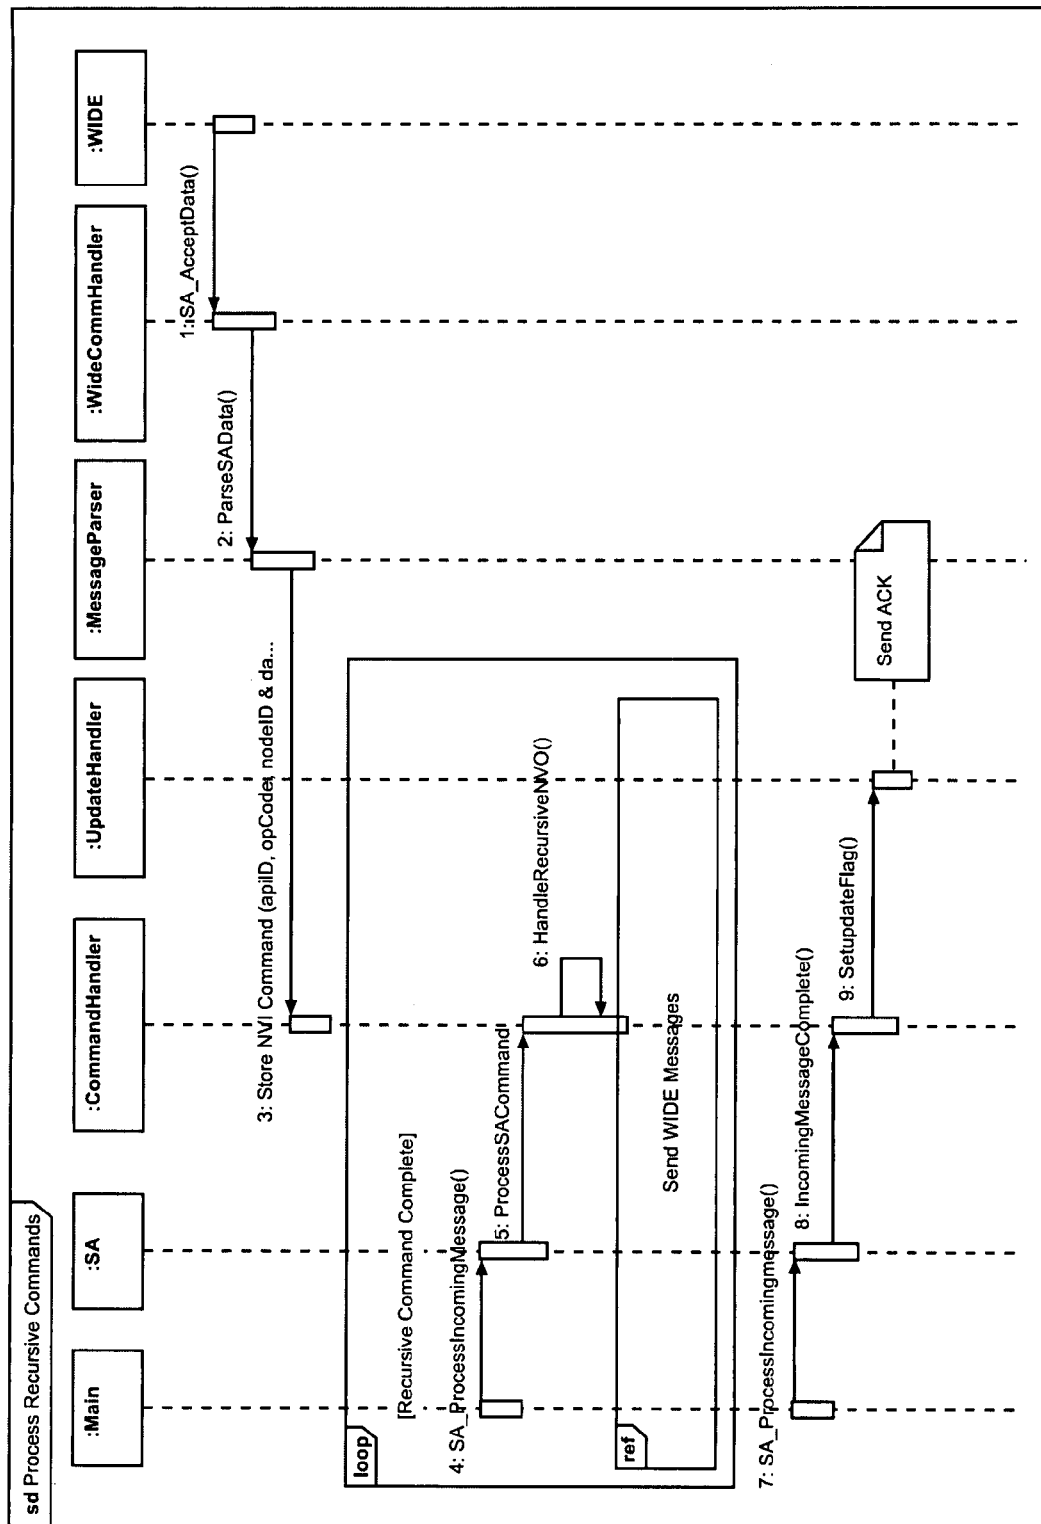 sd Process Recursive Commands
:Main
:SA
:CommandHandler
:UpdateHandler
:MessageParser
:WideCommHandler
:WIDE
1:iSA_AcceptData()
2: ParseSAData()
3: Store NVI Command (apiID, opCode, nodeID & da...
loop
[Recursive Command Complete]
4: SA_ProcessIncomingMessage()
5: ProcessSACommand
6: HandleRecursiveNVO()
ref
Send WIDE Messages
7: SA_ProcessIncomingmessage()
8: IncomingMessageComplete()
9: SetupdateFlag()
Send ACK